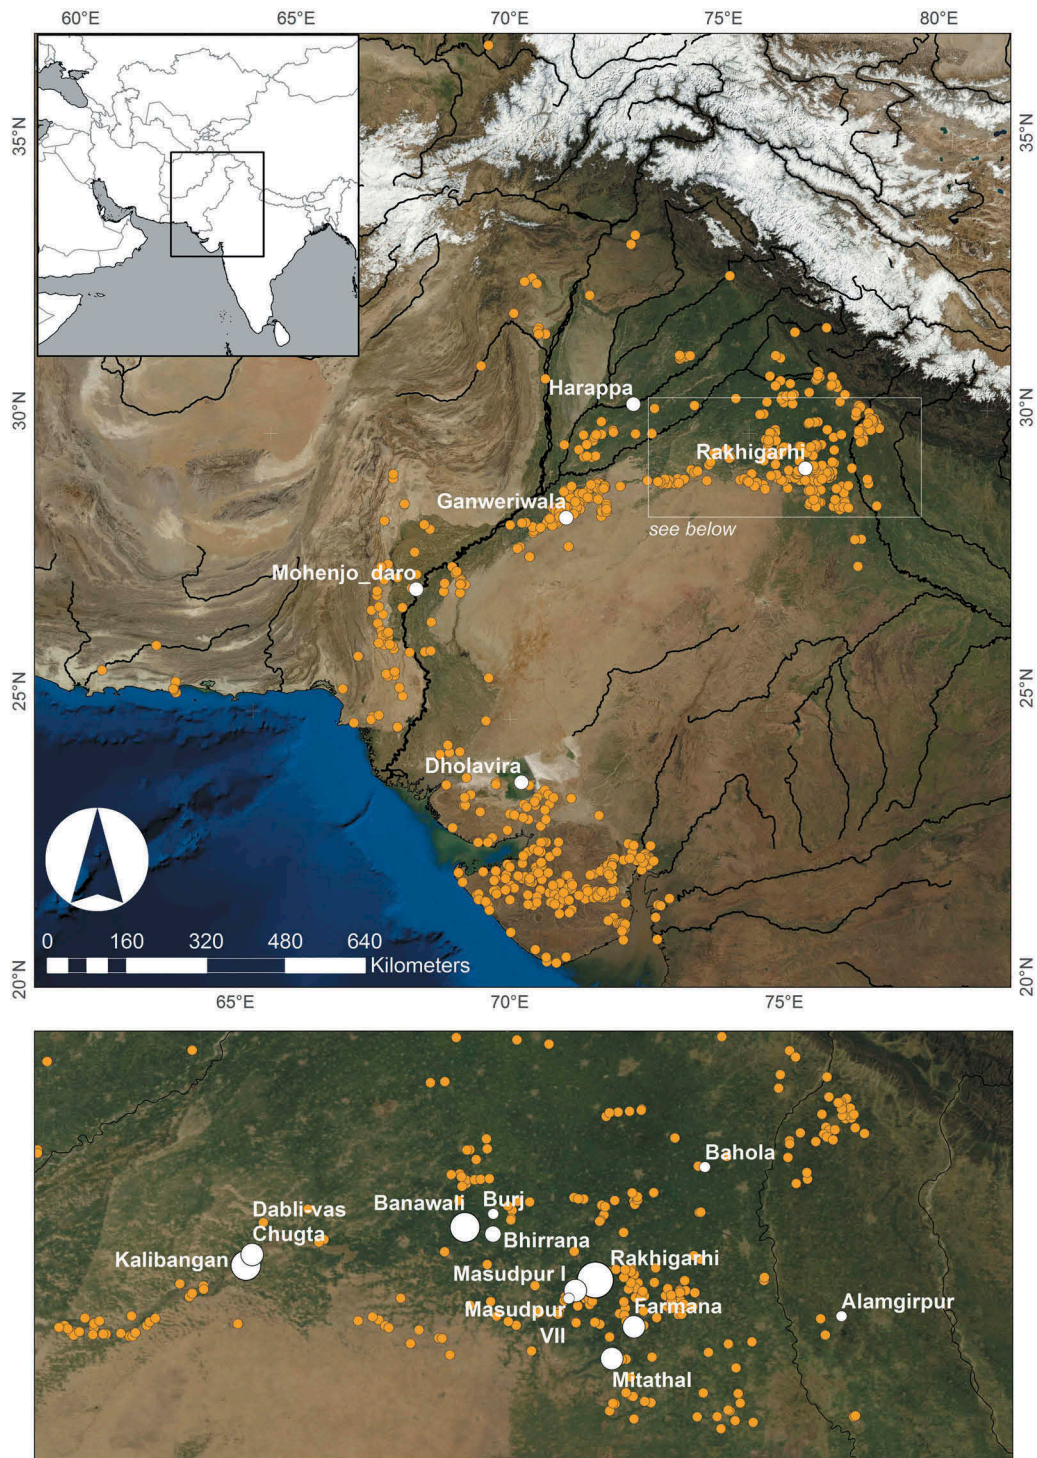 60°E 65°E 70°E 75°E 80°E
35°N 35°N
30°N 30°N
Harappa
Rakhigarhi
Ganweriwala
see below
Mohenjo_daro
25°N 25°N
Dholavira
0 160 320 480 640
Kilometers
20°N 20°N
65°E 70°E 75°E
Bahola
Dabli-vas
Chugta
Banawali
Burj
Bhirrana
Kalibangan
Rakhigarhi
Masudpur I
Masudpur
VII
Farmana
Alamgirpur
Mitathal